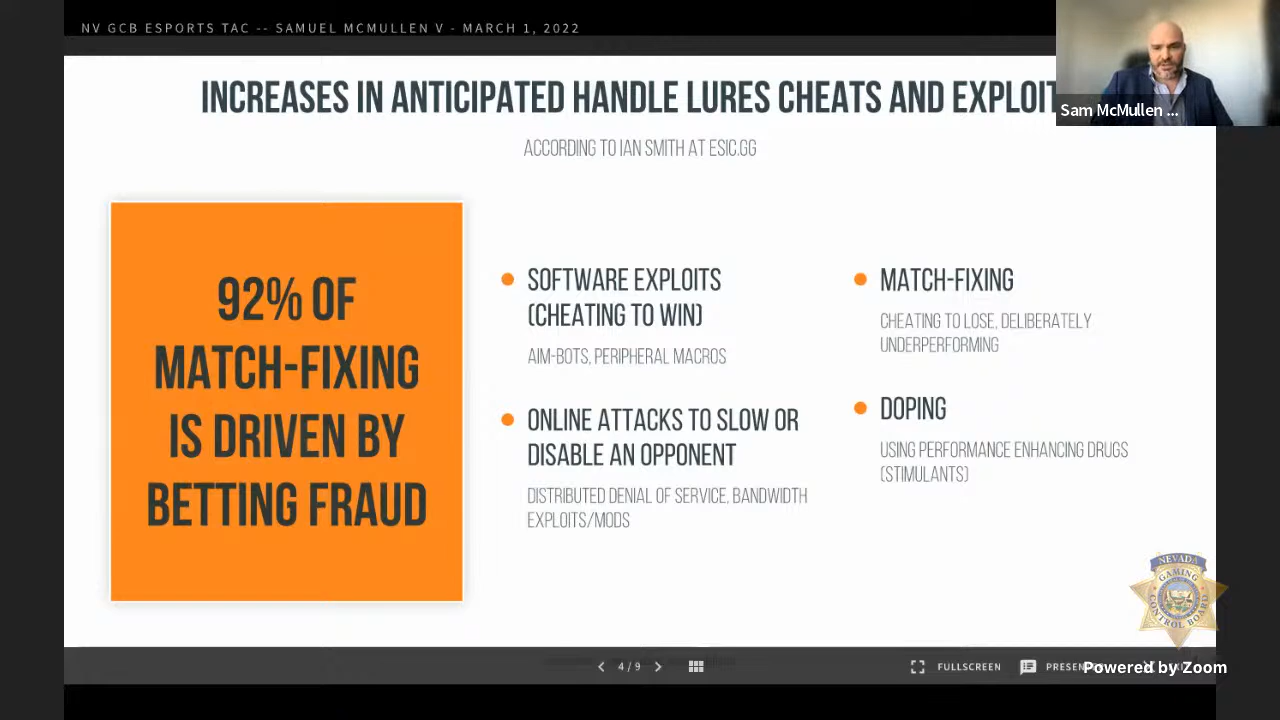 NV GCB ESPORTS TAC -- SAMUEL MCMULLEN V - MARCH 1, 2022
INCREASES IN ANTICIPATED HANDLE LURES CHEATS AND EXPLOIT
Sam McMullen ...
ACCORDING TO IAN SMITH AT ESIC.GG
92% OF
MATCH-FIXING
IS DRIVEN BY
BETTING FRAUD
SOFTWARE EXPLOITS
(CHEATING TO WIN)
AIM-BOTS, PERIPHERAL MACROS
ONLINE ATTACKS TO SLOW OR
DISABLE AN OPPONENT
DISTRIBUTED DENIAL OF SERVICE, BANDWIDTH
EXPLOITS/MODS
MATCH-FIXING
CHEATING TO LOSE, DELIBERATELY
UNDERPERFORMING
DOPING
USING PERFORMANCE ENHANCING DRUGS
(STIMULANTS)
NEVADA
GAMING
CONTROL BOARD
4 / 9
FULLSCREEN
Powered by Zoom